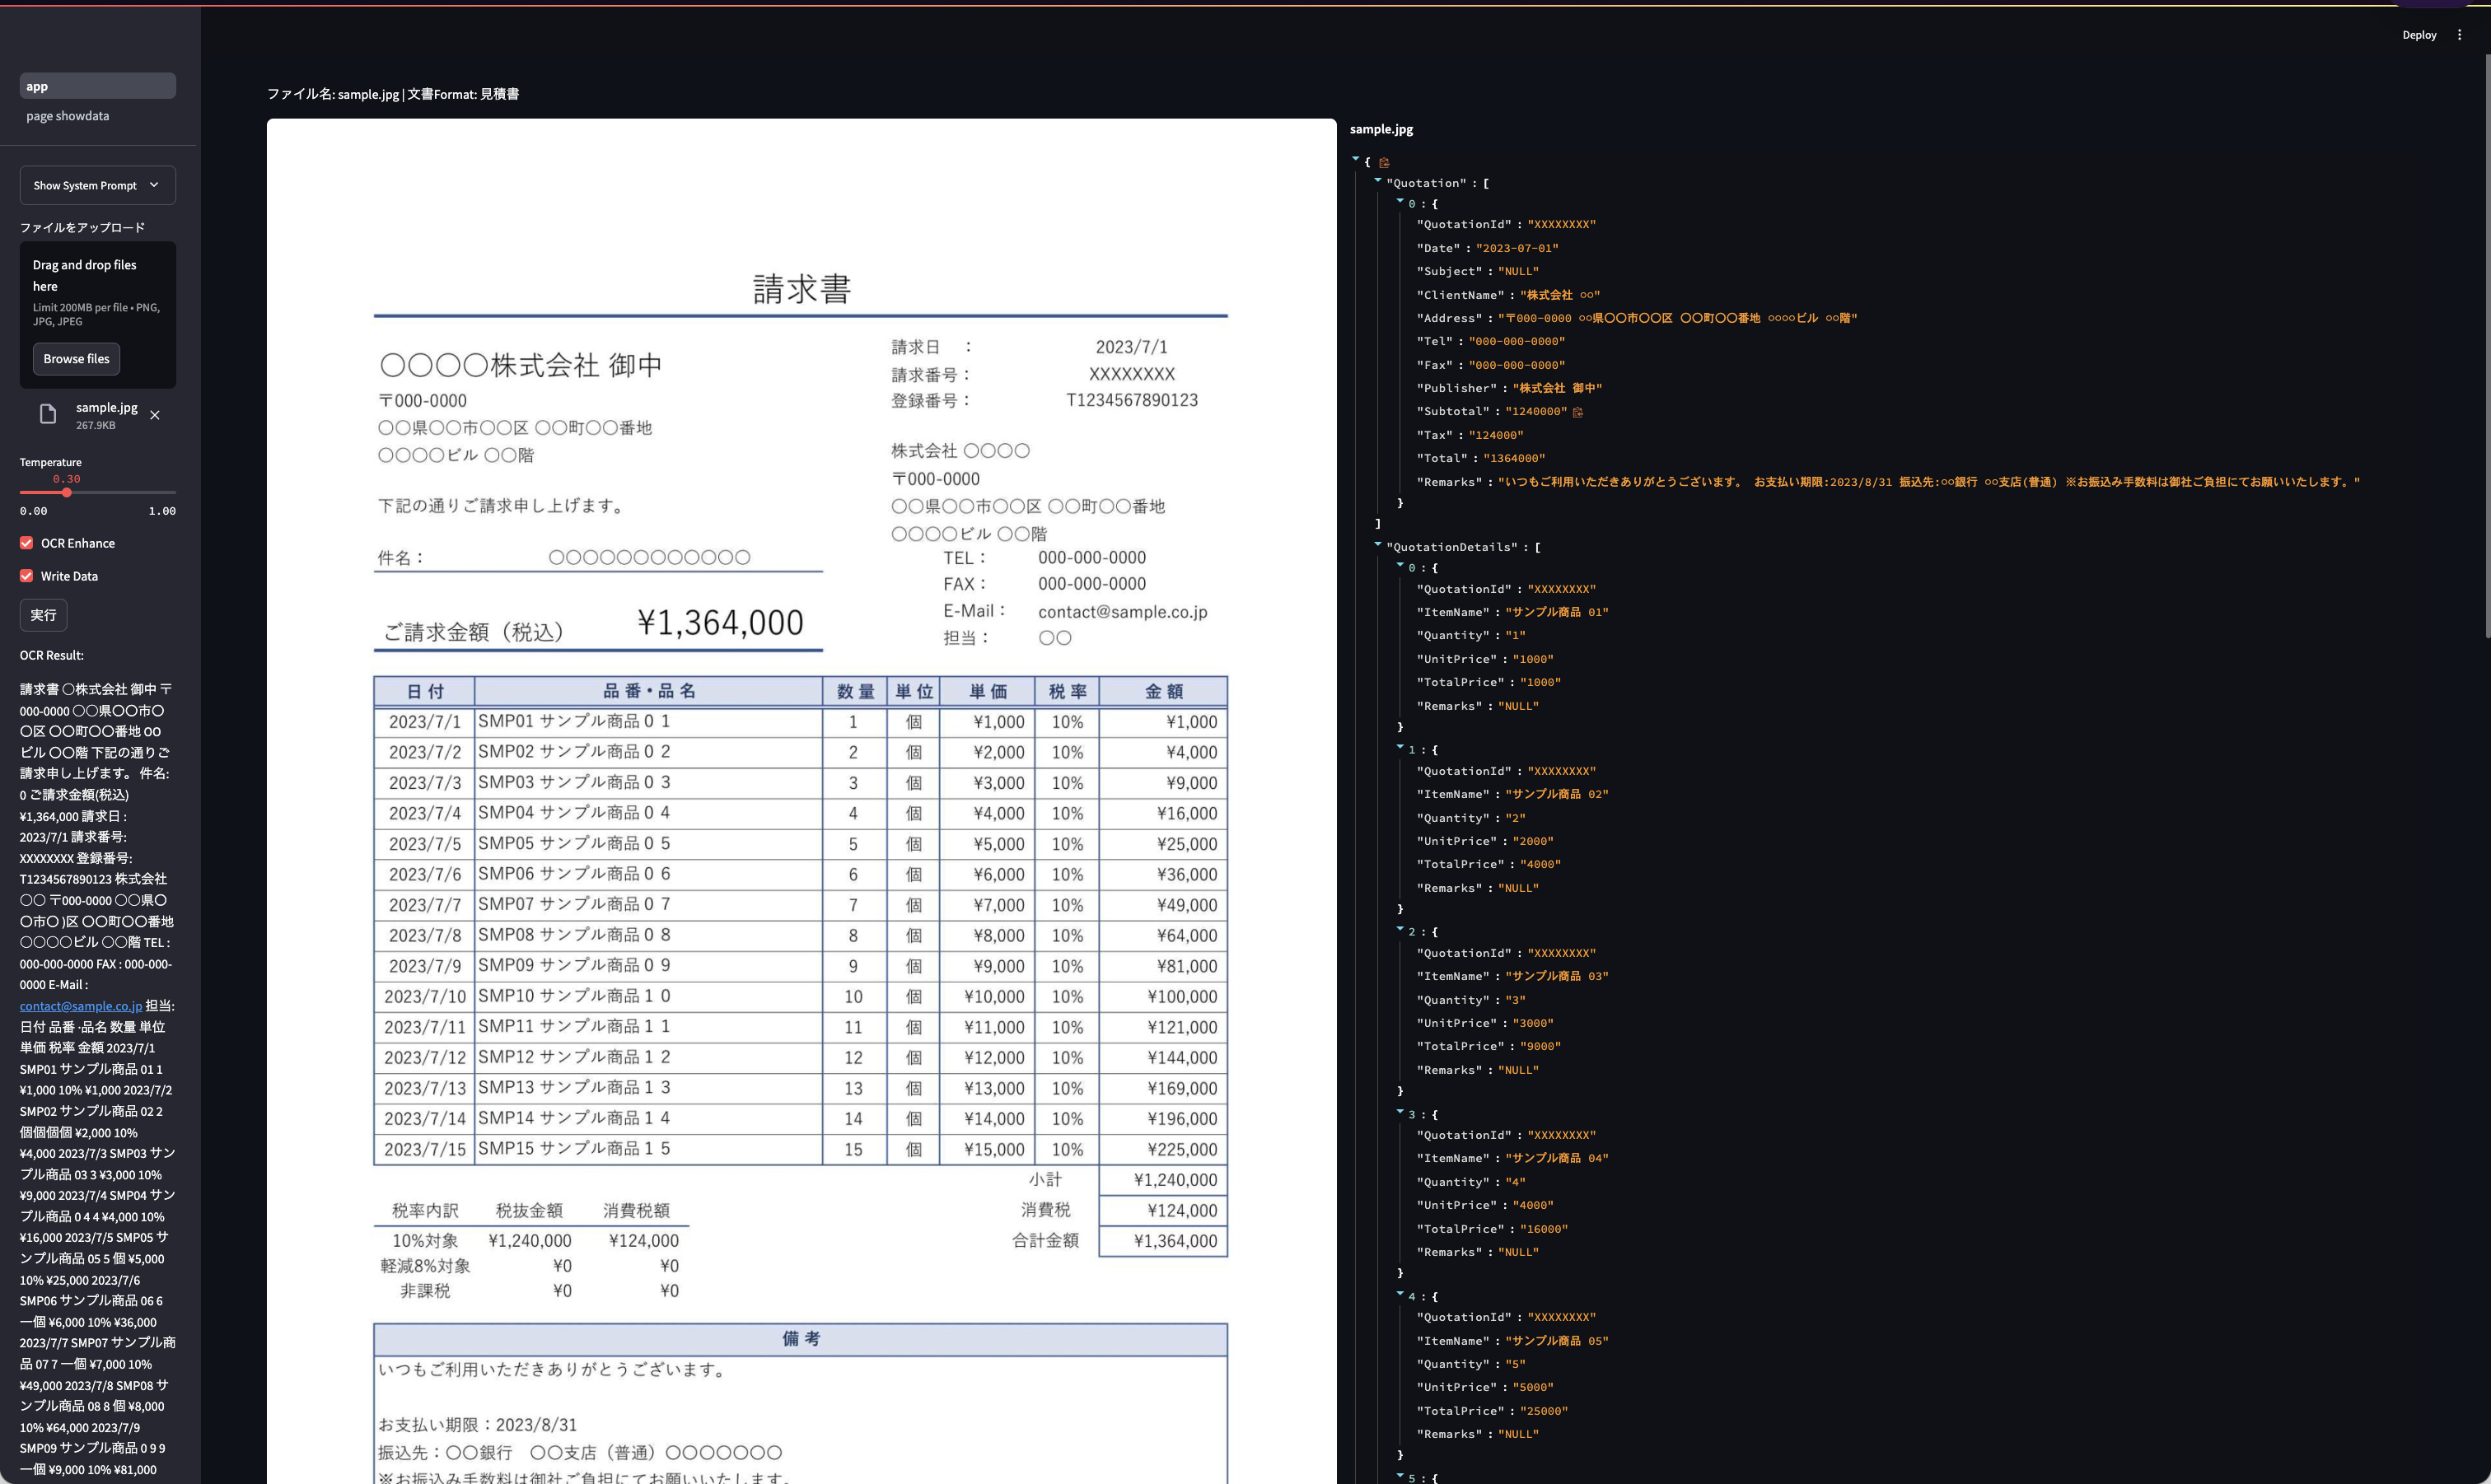 Deploy
app
page showdata
Show System Prompt
ファイルをアップロード
Drag and drop files
here
Limit 200MB per file • PNG,
JPG, JPEG
Browse files
sample.jpg
267.9KB
Temperature
0.30
0.00 1.00
OCR Enhance
Write Data
実行
OCR Result:
請求書 〇株式会社 御中 〒
000-0000 〇〇県〇〇市〇
〇区 〇〇町〇〇番地 OO
ビル 〇〇階 下記の通りご
請求申し上げます。 件名:
0 ご請求金額(税込)
¥1,364,000 請求日 :
2023/7/1 請求番号:
XXXXXXXX 登録番号:
T1234567890123 株式会社
〇〇 〒000-0000 〇〇県〇
〇市〇 )区 〇〇町〇〇番地
〇〇〇〇ビル 〇〇階 TEL :
000-000-0000 FAX : 000-000-
0000 E-Mail :
contact@sample.co.jp 担当:
日付 品番 ·品名 数量 単位
単価 税率 金額 2023/7/1
SMP01 サンプル商品 01 1
¥1,000 10% ¥1,000 2023/7/2
SMP02 サンプル商品 02 2
個個個個 ¥2,000 10%
¥4,000 2023/7/3 SMP03 サン
プル商品 03 3 ¥3,000 10%
¥9,000 2023/7/4 SMP04 サン
プル商品 0 4 4 ¥4,000 10%
¥16,000 2023/7/5 SMP05 サ
ンプル商品 05 5 個 ¥5,000
10% ¥25,000 2023/7/6
SMP06 サンプル商品 06 6
一個 ¥6,000 10% ¥36,000
2023/7/7 SMP07 サンプル商
品 07 7 一個 ¥7,000 10%
¥49,000 2023/7/8 SMP08 サ
ンプル商品 08 8 個 ¥8,000
10% ¥64,000 2023/7/9
SMP09 サンプル商品 0 9 9
一個 ¥9,000 10% ¥81,000
ファイル名: sample.jpg | 文書Format: 見積書
請求書
〇〇〇〇株式会社 御中
〒000-0000
〇〇県〇〇市〇〇区 〇〇町〇〇番地
〇〇〇〇ビル 〇〇階
下記の通りご請求申し上げます。
件名： 〇〇〇〇〇〇〇〇〇〇〇〇
ご請求金額（税込） ¥1,364,000
請求日 ： 2023/7/1
請求番号： XXXXXXXX
登録番号： T1234567890123
株式会社 〇〇〇〇
〒000-0000
〇〇県〇〇市〇〇区 〇〇町〇〇番地
〇〇〇〇ビル 〇〇階
TEL： 000-000-0000
FAX： 000-000-0000
E-Mail： contact@sample.co.jp
担当： 〇〇
日付 品番・品名 数量 単位 単価 税率 金額
2023/7/1 SMP01 サンプル商品０１ 1 個 ¥1,000 10% ¥1,000
2023/7/2 SMP02 サンプル商品０２ 2 個 ¥2,000 10% ¥4,000
2023/7/3 SMP03 サンプル商品０３ 3 個 ¥3,000 10% ¥9,000
2023/7/4 SMP04 サンプル商品０４ 4 個 ¥4,000 10% ¥16,000
2023/7/5 SMP05 サンプル商品０５ 5 個 ¥5,000 10% ¥25,000
2023/7/6 SMP06 サンプル商品０６ 6 個 ¥6,000 10% ¥36,000
2023/7/7 SMP07 サンプル商品０７ 7 個 ¥7,000 10% ¥49,000
2023/7/8 SMP08 サンプル商品０８ 8 個 ¥8,000 10% ¥64,000
2023/7/9 SMP09 サンプル商品０９ 9 個 ¥9,000 10% ¥81,000
2023/7/10 SMP10 サンプル商品１０ 10 個 ¥10,000 10% ¥100,000
2023/7/11 SMP11 サンプル商品１１ 11 個 ¥11,000 10% ¥121,000
2023/7/12 SMP12 サンプル商品１２ 12 個 ¥12,000 10% ¥144,000
2023/7/13 SMP13 サンプル商品１３ 13 個 ¥13,000 10% ¥169,000
2023/7/14 SMP14 サンプル商品１４ 14 個 ¥14,000 10% ¥196,000
2023/7/15 SMP15 サンプル商品１５ 15 個 ¥15,000 10% ¥225,000
小計 ¥1,240,000
消費税 ¥124,000
合計金額 ¥1,364,000
税率内訳 税抜金額 消費税額
10%対象 ¥1,240,000 ¥124,000
軽減8%対象 ¥0 ¥0
非課税 ¥0 ¥0
備考
いつもご利用いただきありがとうございます。
お支払い期限：2023/8/31
振込先：〇〇銀行　〇〇支店（普通）〇〇〇〇〇〇〇
※お振込み手数料は御社ご負担にてお願いいたします。
sample.jpg
{
"Quotation" : [
0 : {
"QuotationId" : "XXXXXXXX"
"Date" : "2023-07-01"
"Subject" : "NULL"
"ClientName" : "株式会社 ○○"
"Address" : "〒000-0000 ○○県〇〇市〇〇区 〇〇町〇〇番地 ○○○○ビル ○○階"
"Tel" : "000-000-0000"
"Fax" : "000-000-0000"
"Publisher" : "株式会社 御中"
"Subtotal" : "1240000"
"Tax" : "124000"
"Total" : "1364000"
"Remarks" : "いつもご利用いただきありがとうございます。 お支払い期限:2023/8/31 振込先:○○銀行 ○○支店(普通) ※お振込み手数料は御社ご負担にてお願いいたします。"
}
]
"QuotationDetails" : [
0 : {
"QuotationId" : "XXXXXXXX"
"ItemName" : "サンプル商品 01"
"Quantity" : "1"
"UnitPrice" : "1000"
"TotalPrice" : "1000"
"Remarks" : "NULL"
}
1 : {
"QuotationId" : "XXXXXXXX"
"ItemName" : "サンプル商品 02"
"Quantity" : "2"
"UnitPrice" : "2000"
"TotalPrice" : "4000"
"Remarks" : "NULL"
}
2 : {
"QuotationId" : "XXXXXXXX"
"ItemName" : "サンプル商品 03"
"Quantity" : "3"
"UnitPrice" : "3000"
"TotalPrice" : "9000"
"Remarks" : "NULL"
}
3 : {
"QuotationId" : "XXXXXXXX"
"ItemName" : "サンプル商品 04"
"Quantity" : "4"
"UnitPrice" : "4000"
"TotalPrice" : "16000"
"Remarks" : "NULL"
}
4 : {
"QuotationId" : "XXXXXXXX"
"ItemName" : "サンプル商品 05"
"Quantity" : "5"
"UnitPrice" : "5000"
"TotalPrice" : "25000"
"Remarks" : "NULL"
}
5 : {